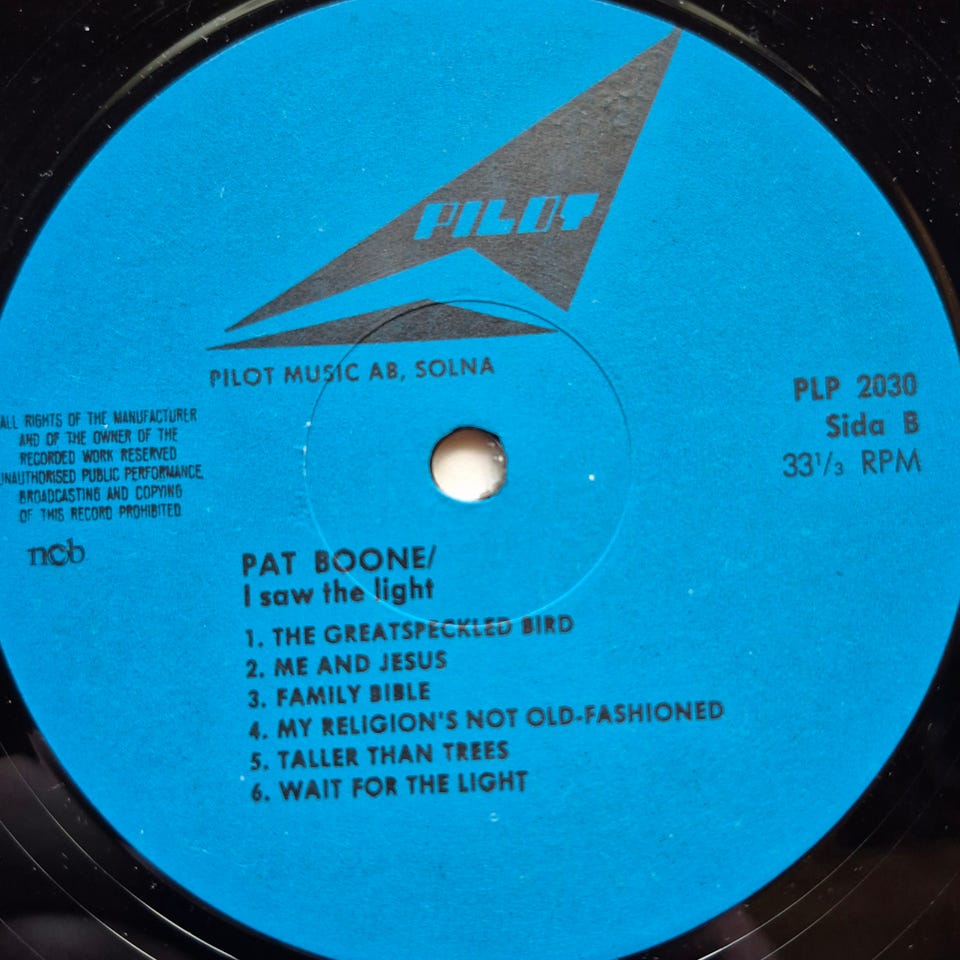 PILOT
PILOT MUSIC AB, SOLNA
ALL RIGHTS OF THE MANUFACTURER
AND OF THE OWNER OF THE
RECORDED WORK RESERVED
UNAUTHORISED PUBLIC PERFORMANCE,
BROADCASTING AND COPYING
OF THIS RECORD PROHIBITED
ncb
PLP 2030
Sida B
33 1/3 RPM
PAT BOONE/
I saw the light
1. THE GREATSPECKLED BIRD
2. ME AND JESUS
3. FAMILY BIBLE
4. MY RELIGION'S NOT OLD-FASHIONED
5. TALLER THAN TREES
6. WAIT FOR THE LIGHT